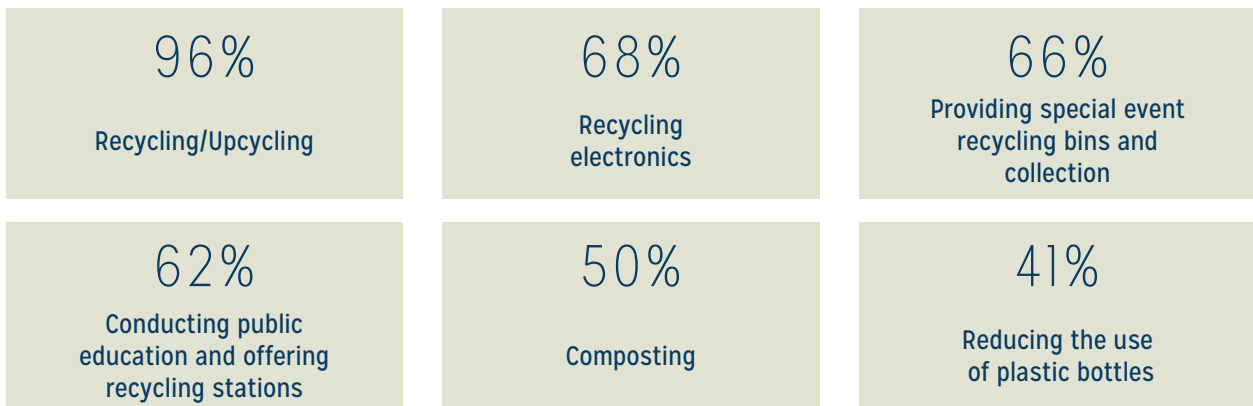 96%
Recycling/Upcycling
68%
Recycling
electronics
66%
Providing special event
recycling bins and
collection
62%
Conducting public
education and offering
recycling stations
50%
Composting
41%
Reducing the use
of plastic bottles